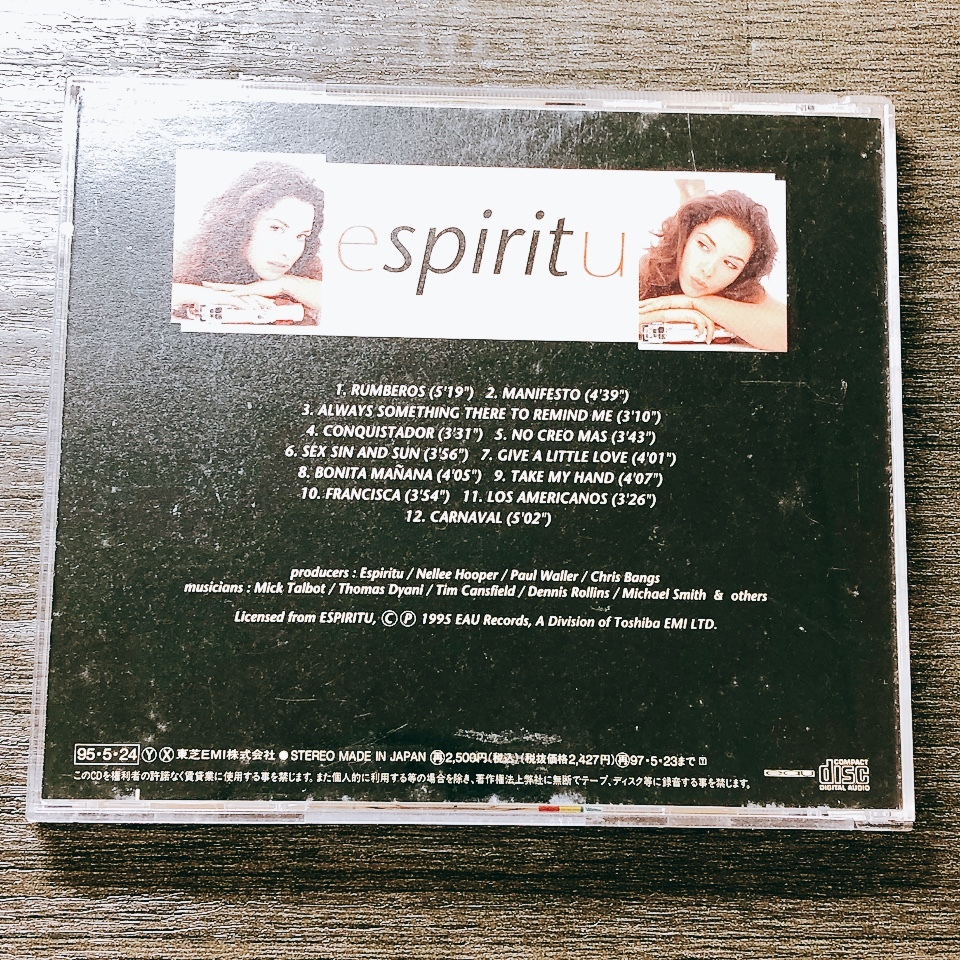 espiritu
1. RUMBEROS (5'19") 2. MANIFESTO (4'39")
3. ALWAYS SOMETHING THERE TO REMIND ME (3'10")
4. CONQUISTADOR (3'31") 5. NO CREO MAS (3'43")
6. SEX SIN AND SUN (3'56") 7. GIVE A LITTLE LOVE (4'01")
8. BONITA MAÑANA (4'05") 9. TAKE MY HAND (4'07")
10. FRANCISCA (3'54") 11. LOS AMERICANOS (3'26")
12. CARNAVAL (5'02")
producers : Espiritu / Nellee Hooper / Paul Waller / Chris Bangs
musicians : Mick Talbot / Thomas Dyani / Tim Cansfield / Dennis Rollins / Michael Smith & others
Licensed from ESPIRITU, Ⓒ Ⓟ 1995 EAU Records, A Division of Toshiba EMI LTD.
95・5・24 Ⓨ Ⓧ 東芝EMI株式会社 ● STEREO MADE IN JAPAN ㊢2,500円(税込)(税抜価格2,427円)㊢97・5・23まで
このCDを権利者の許諾なく賃貸業に使用する事を禁じます。また個人的に利用する等の場合を除き、著作権法上弊社に無断でテープ、ディスク等に録音する事を禁じます。
COMPACT
disc
DIGITAL AUDIO